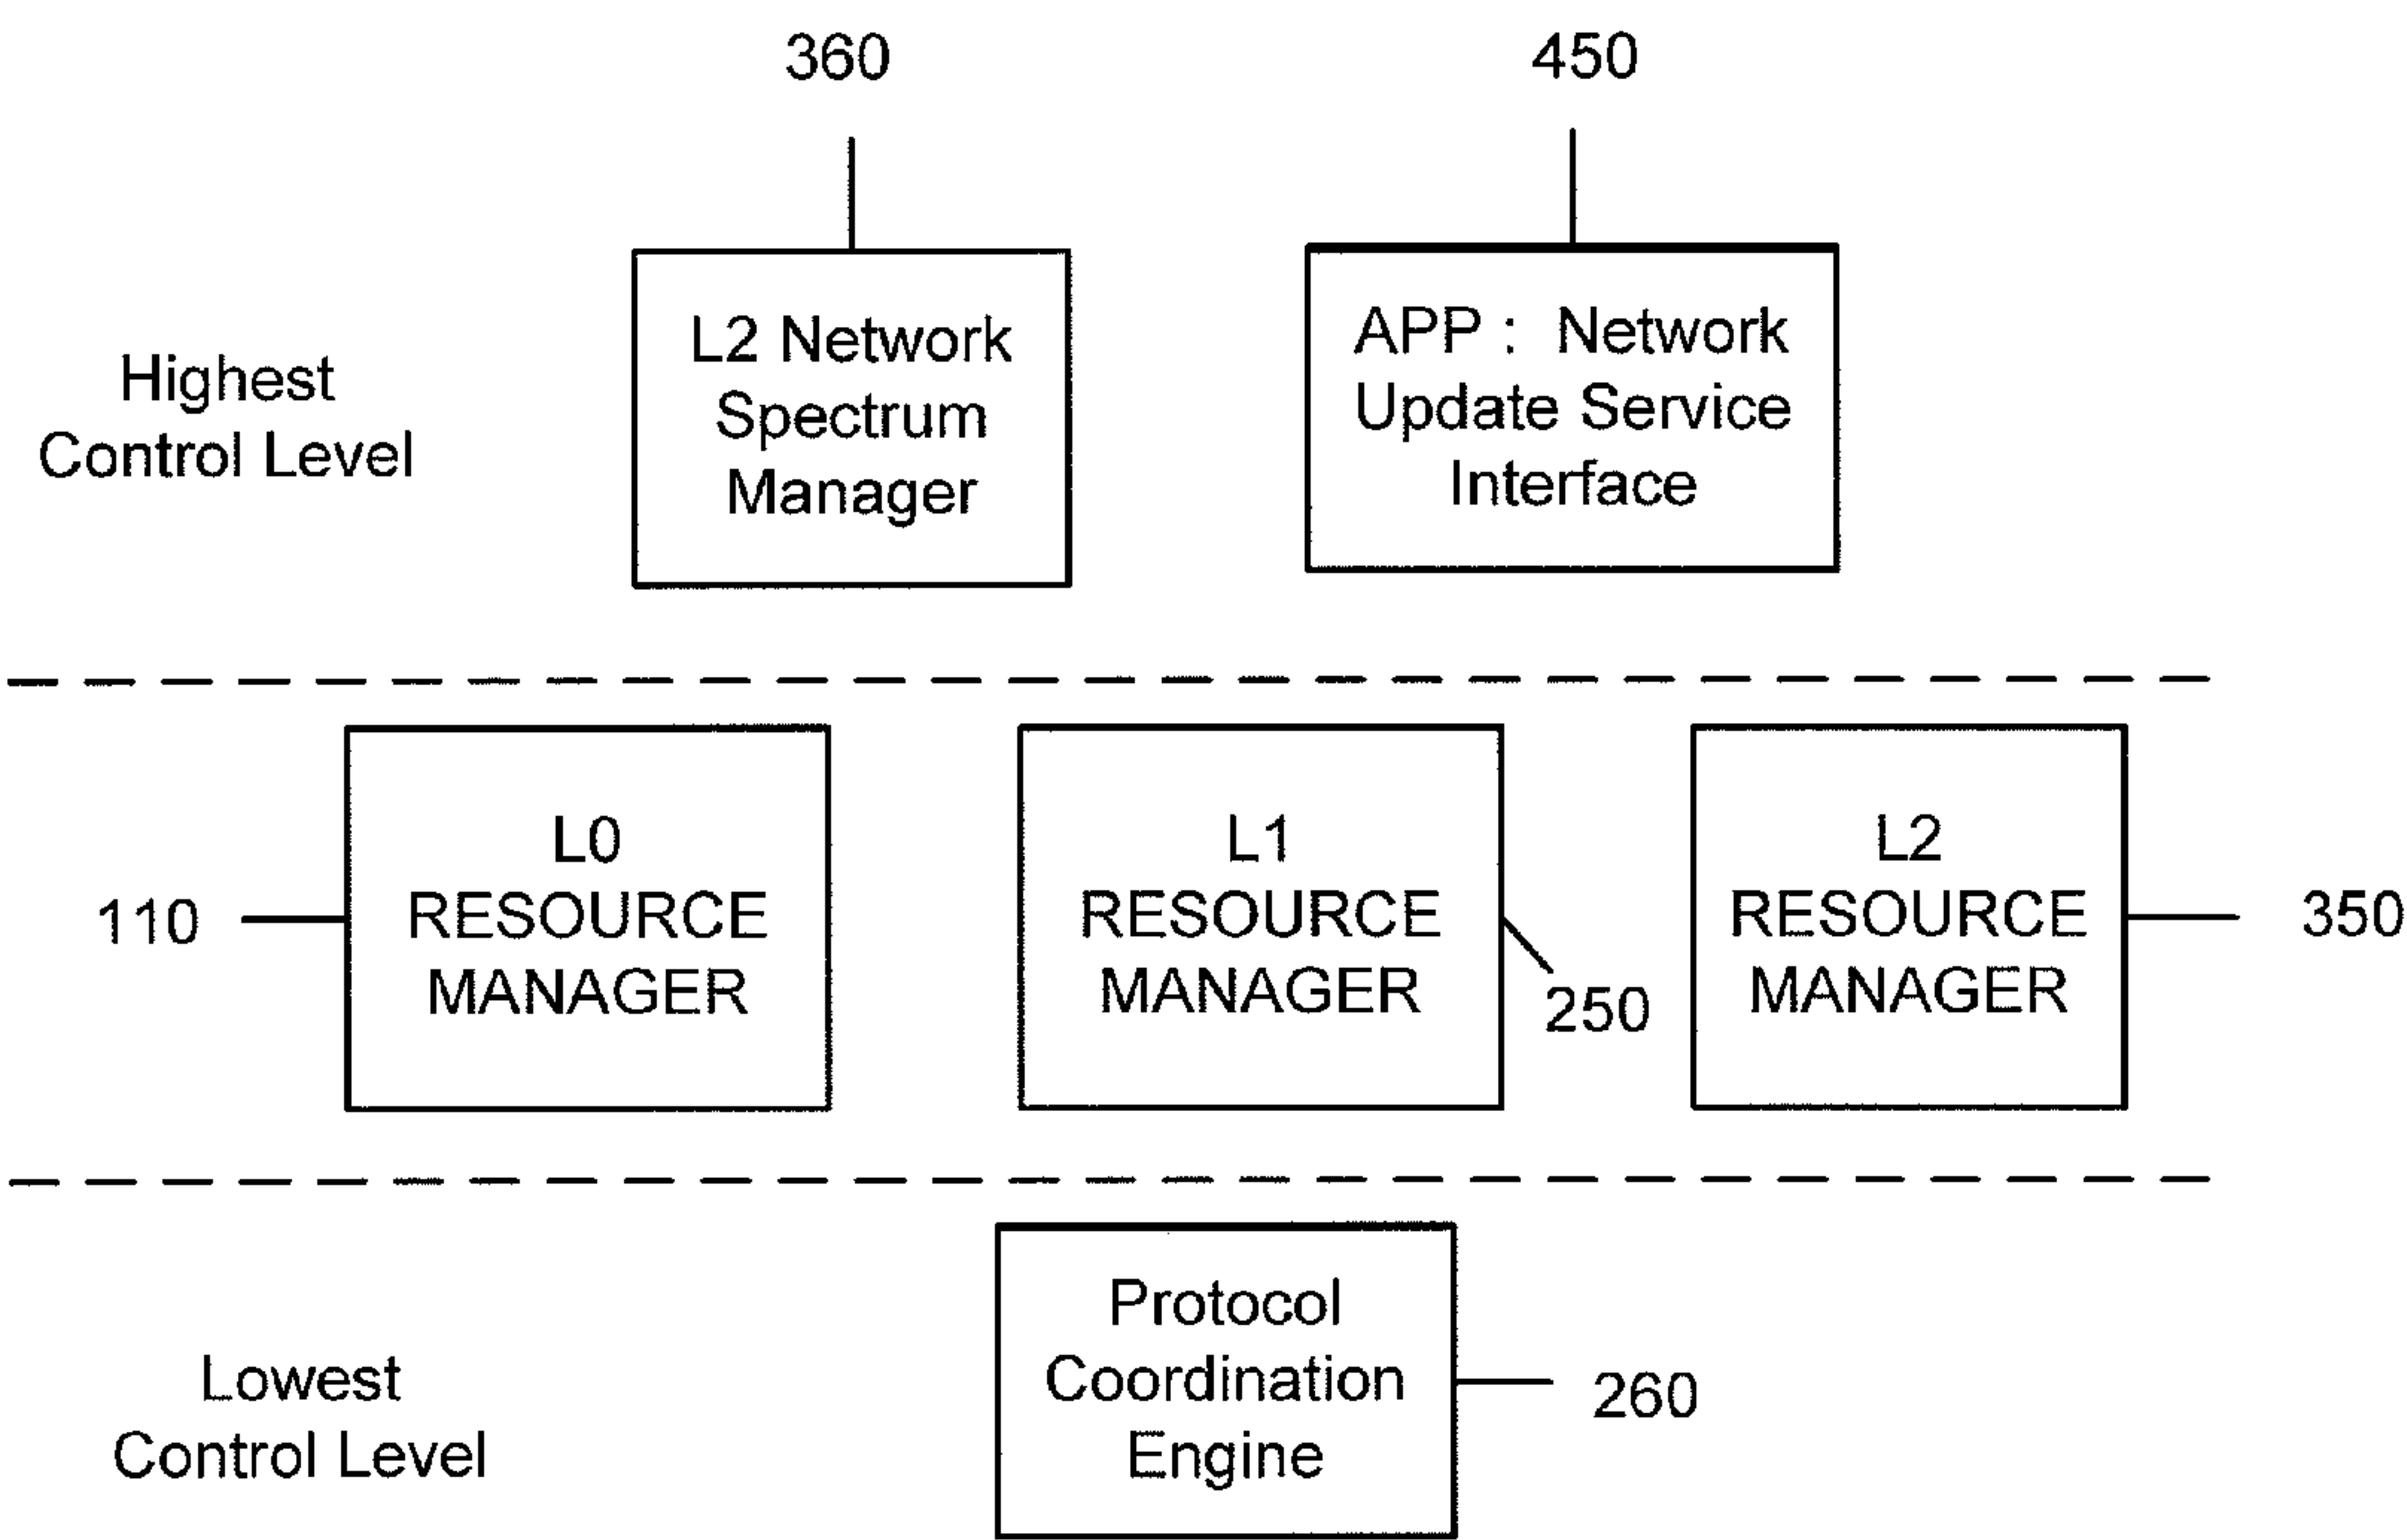 360
450
Highest
Control Level
L2 Network
Spectrum
Manager
APP : Network
Update Service
Interface
110
L0
RESOURCE
MANAGER
L1
RESOURCE
MANAGER
250
L2
RESOURCE
MANAGER
350
Lowest
Control Level
Protocol
Coordination
Engine
260